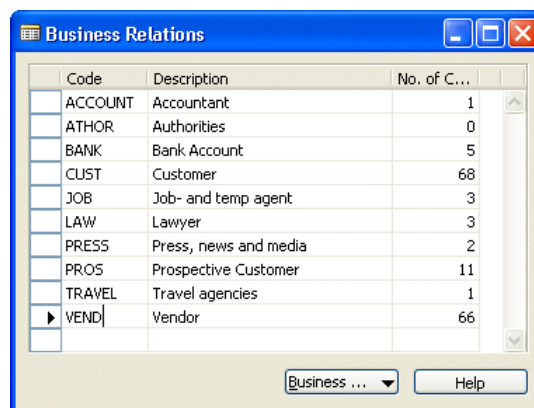 Business Relations
Code Description No. of C...
ACCOUNT Accountant 1
ATHOR Authorities 0
BANK Bank Account 5
CUST Customer 68
JOB Job- and temp agent 3
LAW Lawyer 3
PRESS Press, news and media 2
PROS Prospective Customer 11
TRAVEL Travel agencies 1
VEND Vendor 66
Business ... Help